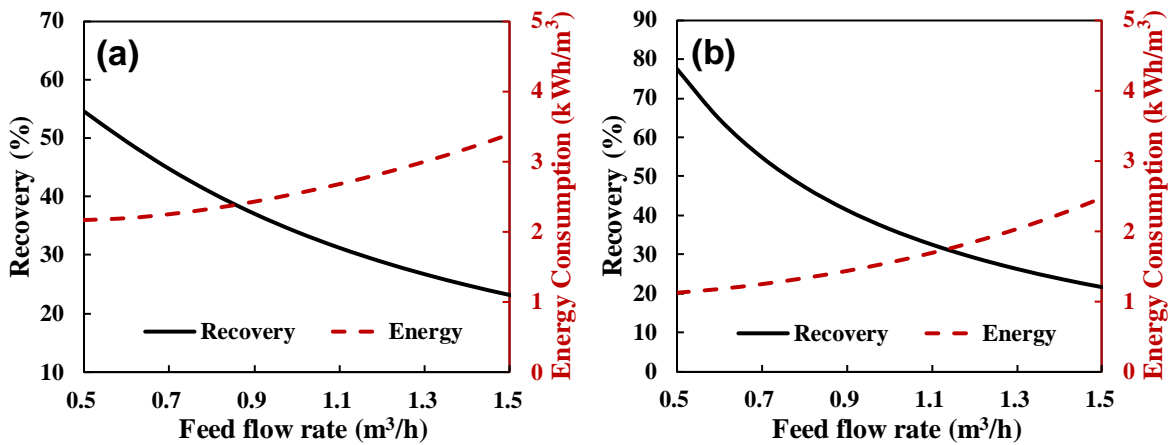 (a)
Recovery (%)
70
60
50
40
30
20
10
0.5 0.7 0.9 1.1 1.3 1.5
Feed flow rate (m³/h)
Recovery Energy
5
4
3
2
1
0
Energy Consumption (kWh/m³)
(b)
Recovery (%)
90
80
70
60
50
40
30
20
10
0
0.5 0.7 0.9 1.1 1.3 1.5
Feed flow rate (m³/h)
Recovery Energy
5
4
3
2
1
0
Energy Consumption (kWh/m³)